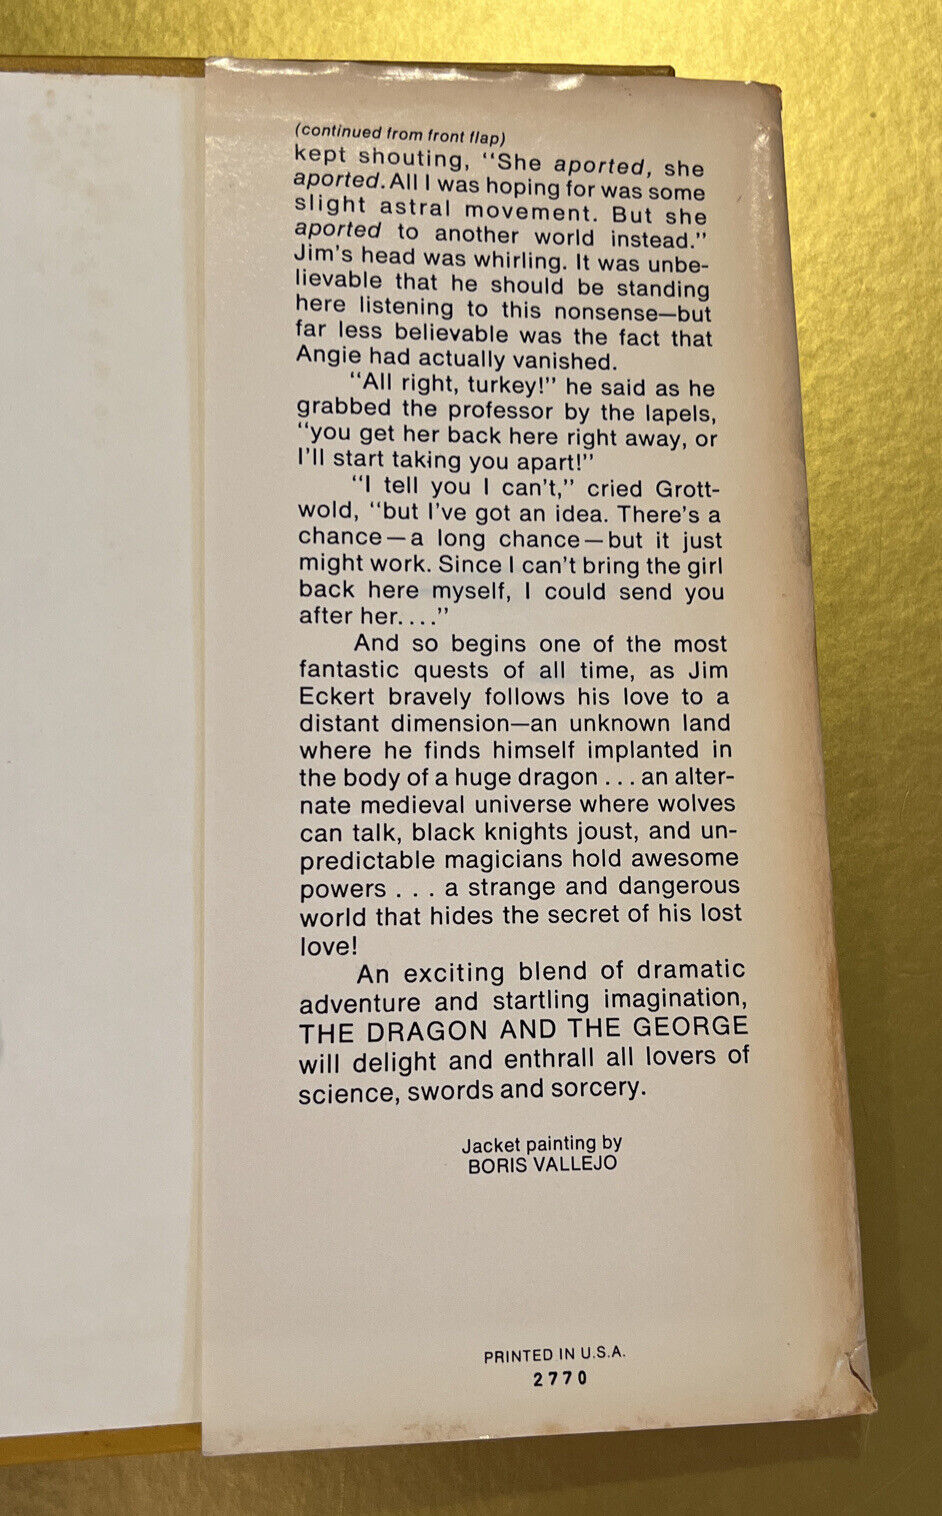 (continued from front flap)
kept shouting, "She aported, she
aported. All I was hoping for was some
slight astral movement. But she
aported to another world instead."
Jim's head was whirling. It was unbe-
lievable that he should be standing
here listening to this nonsense—but
far less believable was the fact that
Angie had actually vanished.
"All right, turkey!" he said as he
grabbed the professor by the lapels,
"you get her back here right away, or
I'll start taking you apart!"
"I tell you I can't," cried Grott-
wold, "but I've got an idea. There's a
chance—a long chance—but it just
might work. Since I can't bring the girl
back here myself, I could send you
after her...."
And so begins one of the most
fantastic quests of all time, as Jim
Eckert bravely follows his love to a
distant dimension—an unknown land
where he finds himself implanted in
the body of a huge dragon . . . an alter-
nate medieval universe where wolves
can talk, black knights joust, and un-
predictable magicians hold awesome
powers . . . a strange and dangerous
world that hides the secret of his lost
love!
An exciting blend of dramatic
adventure and startling imagination,
THE DRAGON AND THE GEORGE
will delight and enthrall all lovers of
science, swords and sorcery.
Jacket painting by
BORIS VALLEJO
PRINTED IN U.S.A.
2770